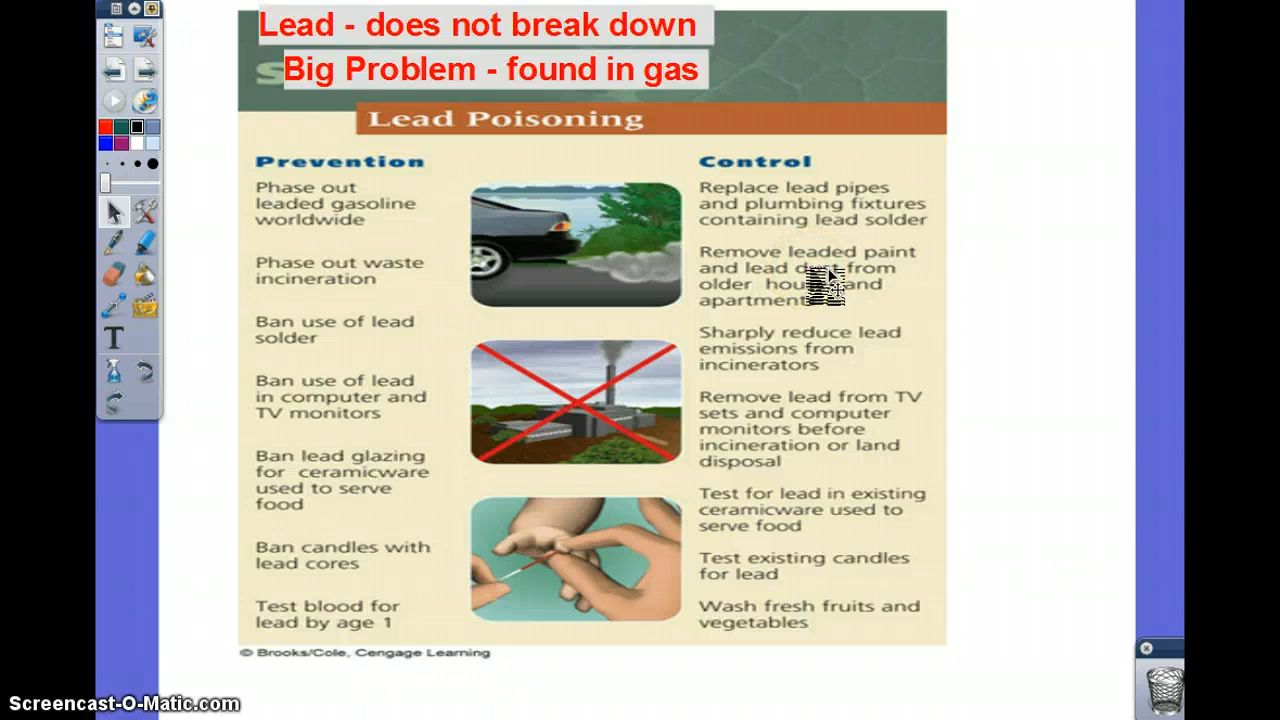 Lead - does not break down
Big Problem - found in gas
S
Lead Poisoning
Prevention
Phase out
leaded gasoline
worldwide
Phase out waste
incineration
Ban use of lead
solder
Ban use of lead
in computer and
TV monitors
Ban lead glazing
for ceramicware
used to serve
food
Ban candles with
lead cores
Test blood for
lead by age 1
Control
Replace lead pipes
and plumbing fixtures
containing lead solder
Remove leaded paint
and lead dust from
older and
Sharply reduce lead
emissions from
incinerators
Remove lead from TV
sets and computer
monitors before
incineration or land
disposal
Test for lead in existing
ceramicware used to
serve food
Test existing candles
for lead
Wash fresh fruits and
vegetables
© Brooks/Cole, Cengage Learning
T
Screencast-O-Matic.com